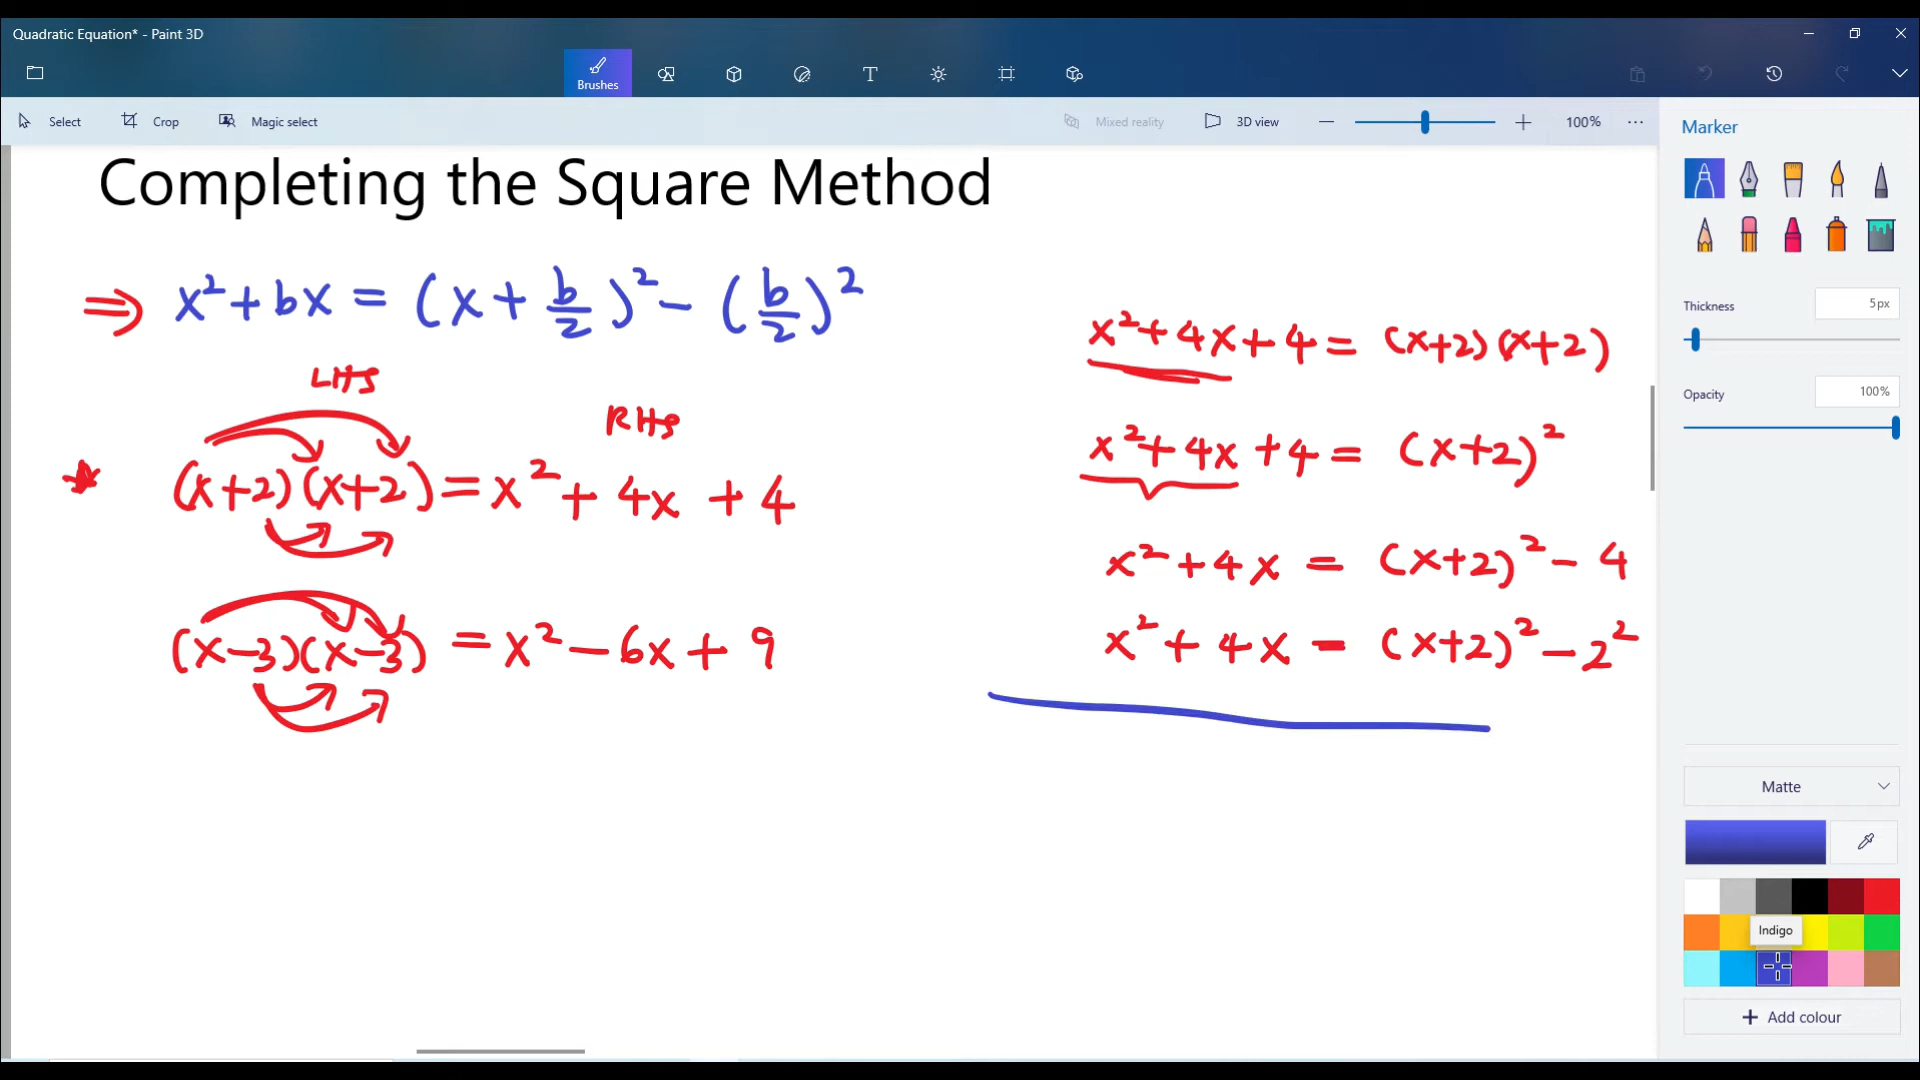 Quadratic Equation* - Paint 3D
Brushes
Select Crop Magic select Mixed reality 3D view 100%
Marker
Thickness 5px
Opacity 100%
Matte
Indigo
Add colour
Completing the Square Method
⇒ x² + bx = (x + b/2)² − (b/2)²
LHS
RHS
(x+2)(x+2) = x² + 4x + 4
(x−3)(x−3) = x² − 6x + 9
x² + 4x + 4 = (x+2)(x+2)
x² + 4x + 4 = (x+2)²
x² + 4x = (x+2)² − 4
x² + 4x = (x+2)² − 2²